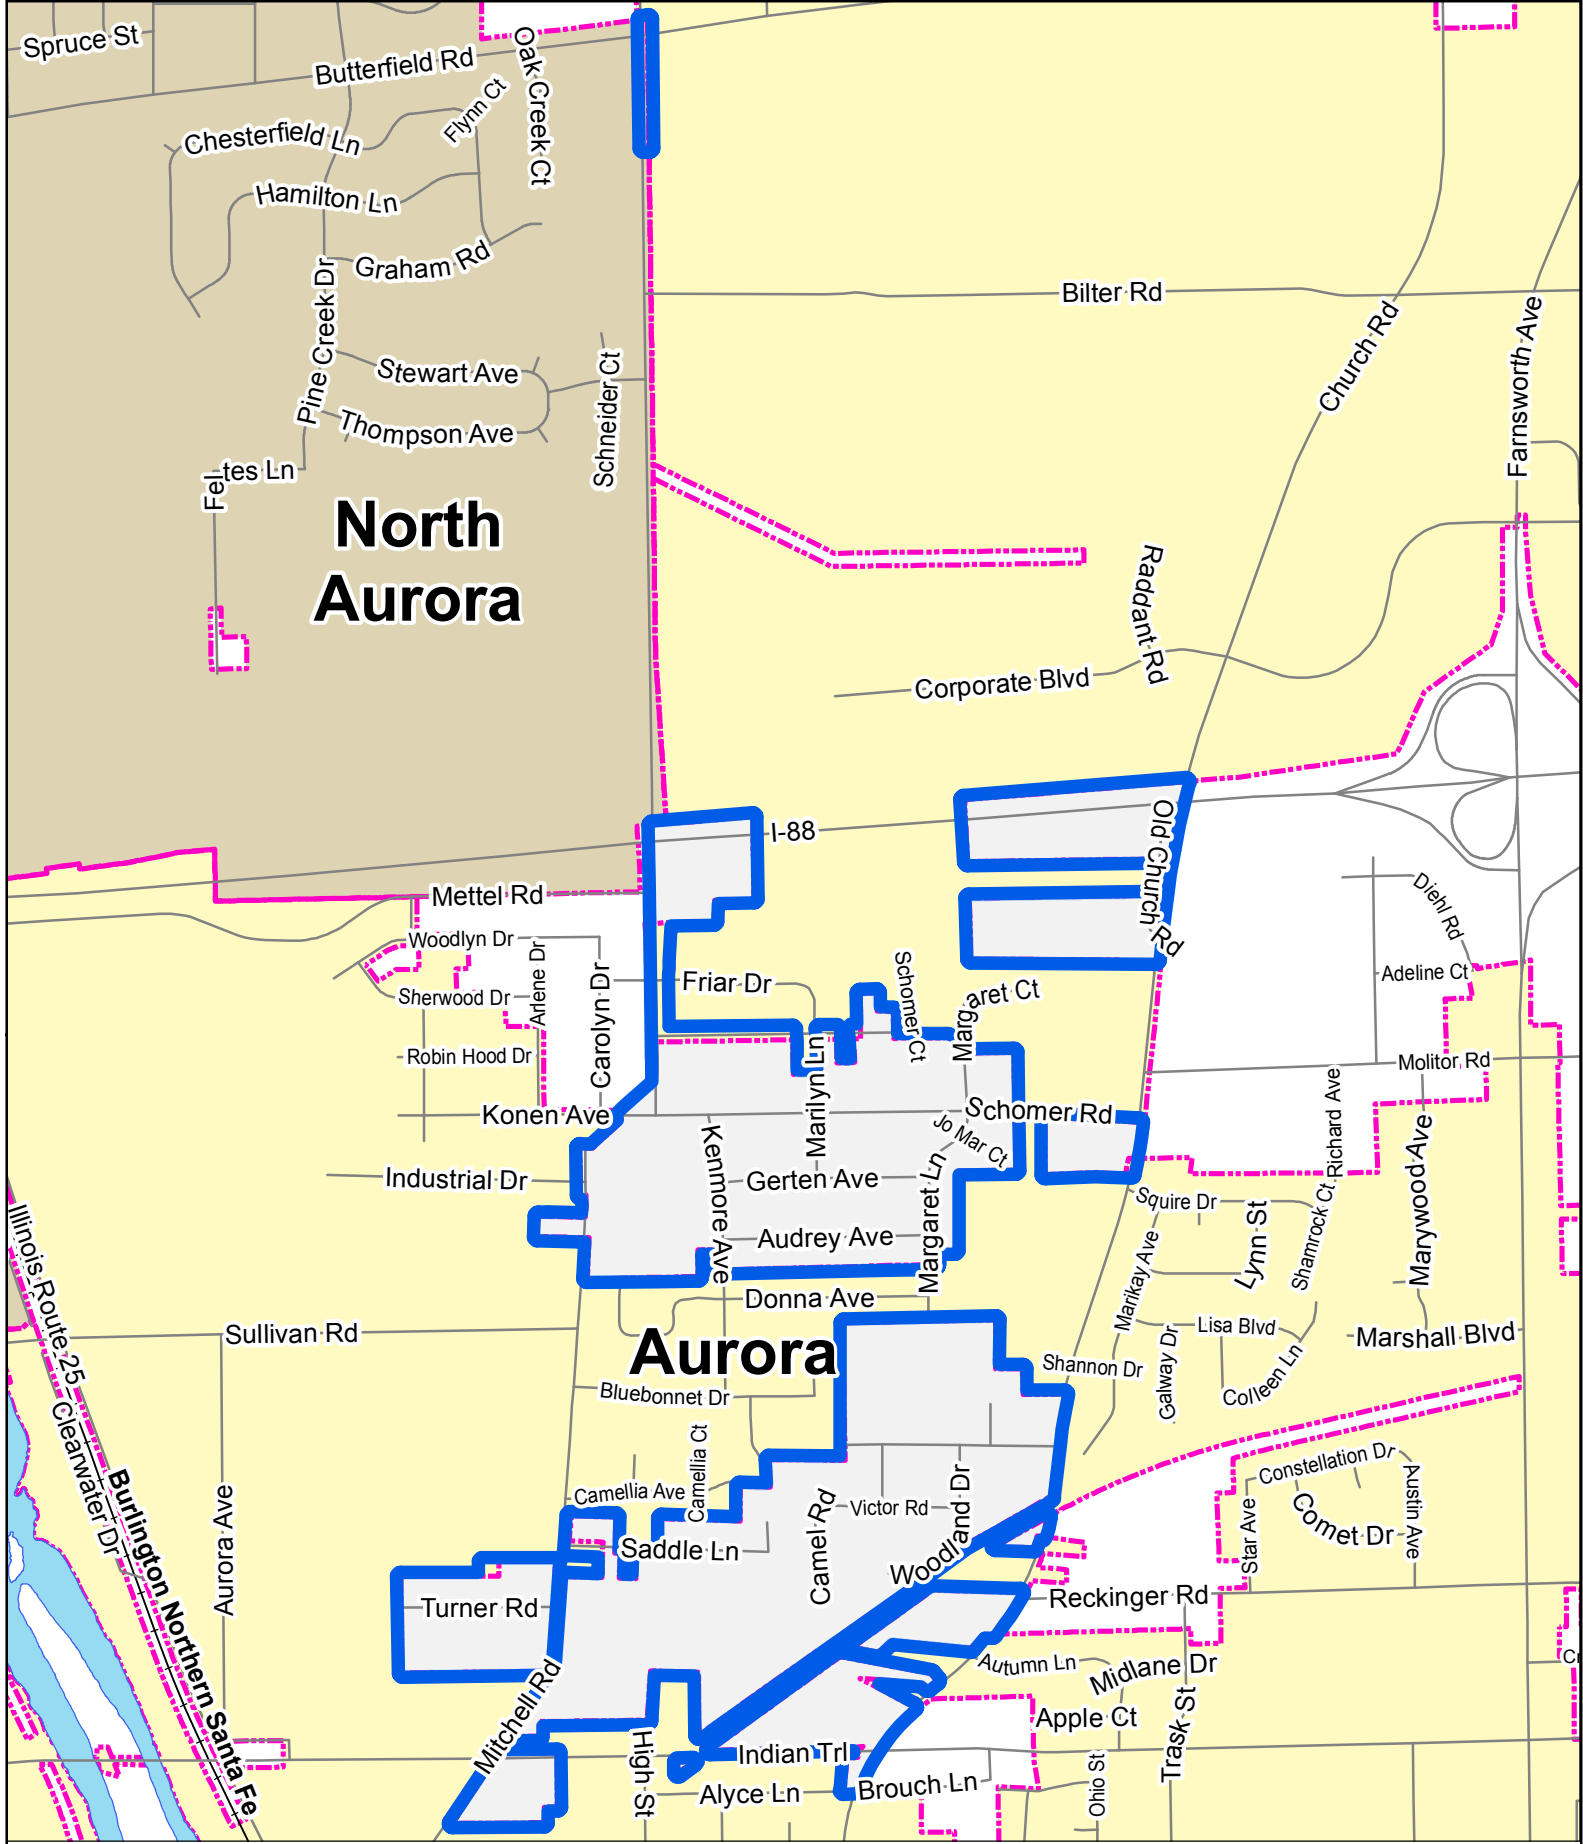 Spruce St
Butterfield Rd
Oak Creek Ct
Flynn Ct
Chesterfield Ln
Hamilton Ln
Graham Rd
Pine Creek Dr
Bilter Rd
Church Rd
Farnsworth Ave
Stewart Ave
Schneider Ct
Thompson Ave
Feltes Ln
North
Aurora
Raddant Rd
Corporate Blvd
I-88
Old Church Rd
Mettel Rd
Diehl Rd
Woodlyn Dr
Arlene Dr
Carolyn Dr
Friar Dr
Schomer Ct
Margaret Ct
Adeline Ct
Sherwood Dr
Robin Hood Dr
Marilyn Ln
Molitor Rd
Konen Ave
Schomer Rd
Richard Ave
Kenmore Ave
Jo Mar Ct
Marywood Ave
Industrial Dr
Gerten Ave
Margaret Ln
Squire Dr
Lynn St
Shamrock Ct
Illinois Route 25
Audrey Ave
Marikay Ave
Donna Ave
Sullivan Rd
Aurora
Lisa Blvd
Marshall Blvd
Galway Dr
Shannon Dr
Colleen Ln
Bluebonnet Dr
Clearwater Dr
Camellia Ct
Constellation Dr
Burlington Northern Santa Fe
Aurora Ave
Camellia Ave
Camel Rd
Victor Rd
Woodland Dr
Star Ave
Comet Dr
Austin Ave
Saddle Ln
Turner Rd
Reckinger Rd
Mitchell Rd
Autumn Ln
Midlane Dr
Trask St
Apple Ct
High St
Indian Trl
Alyce Ln
Brouch Ln
Ohio St